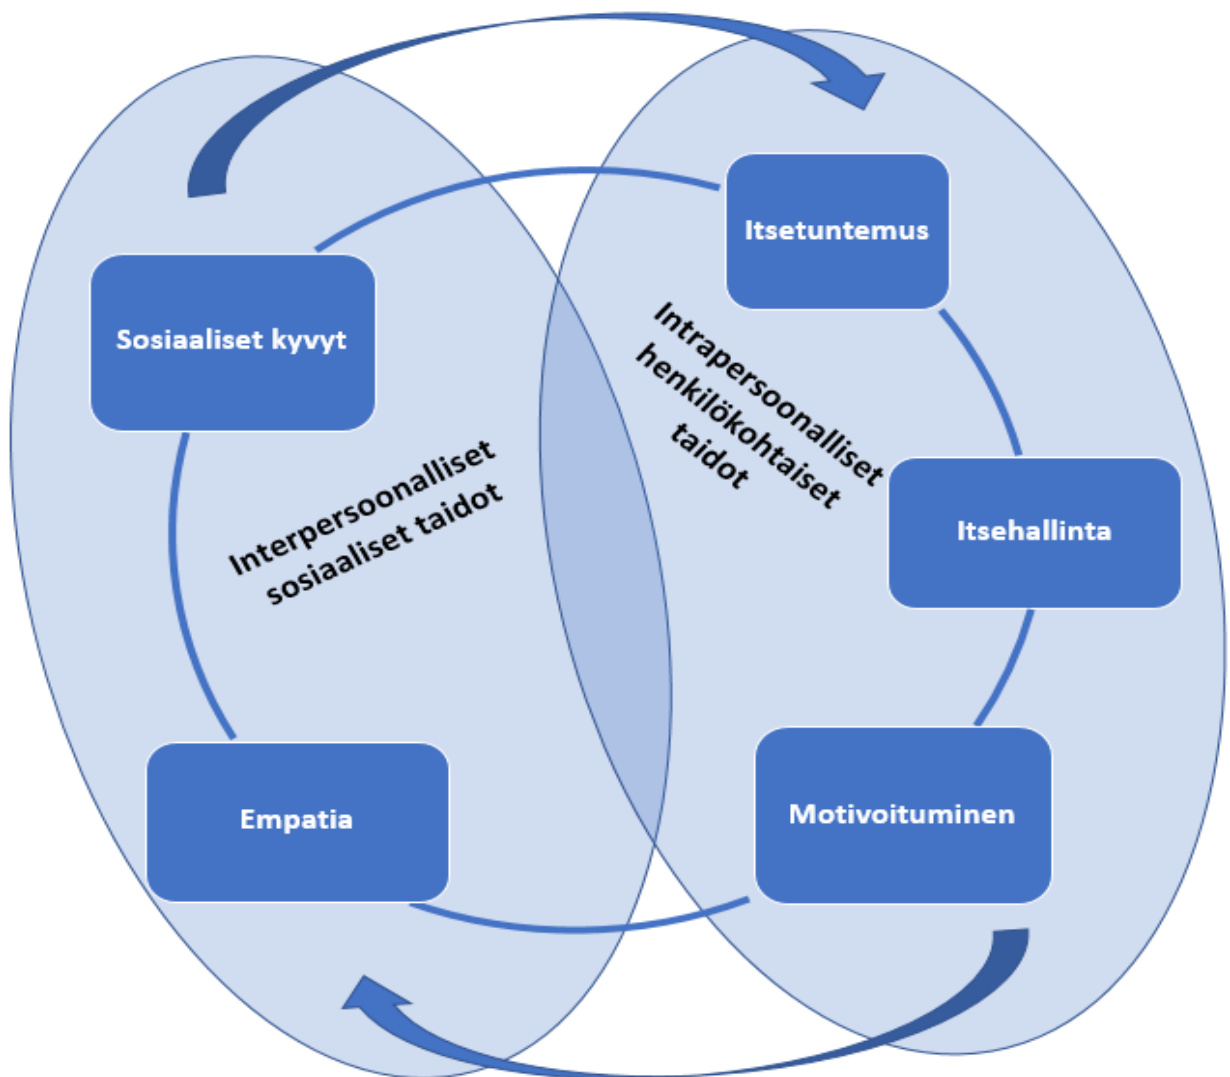 Itsetuntemus
Sosiaaliset kyvyt
Intrapersoonalliset
henkilökohtaiset
taidot
Interpersoonalliset
sosiaaliset taidot
Itsehallinta
Empatia
Motivoituminen